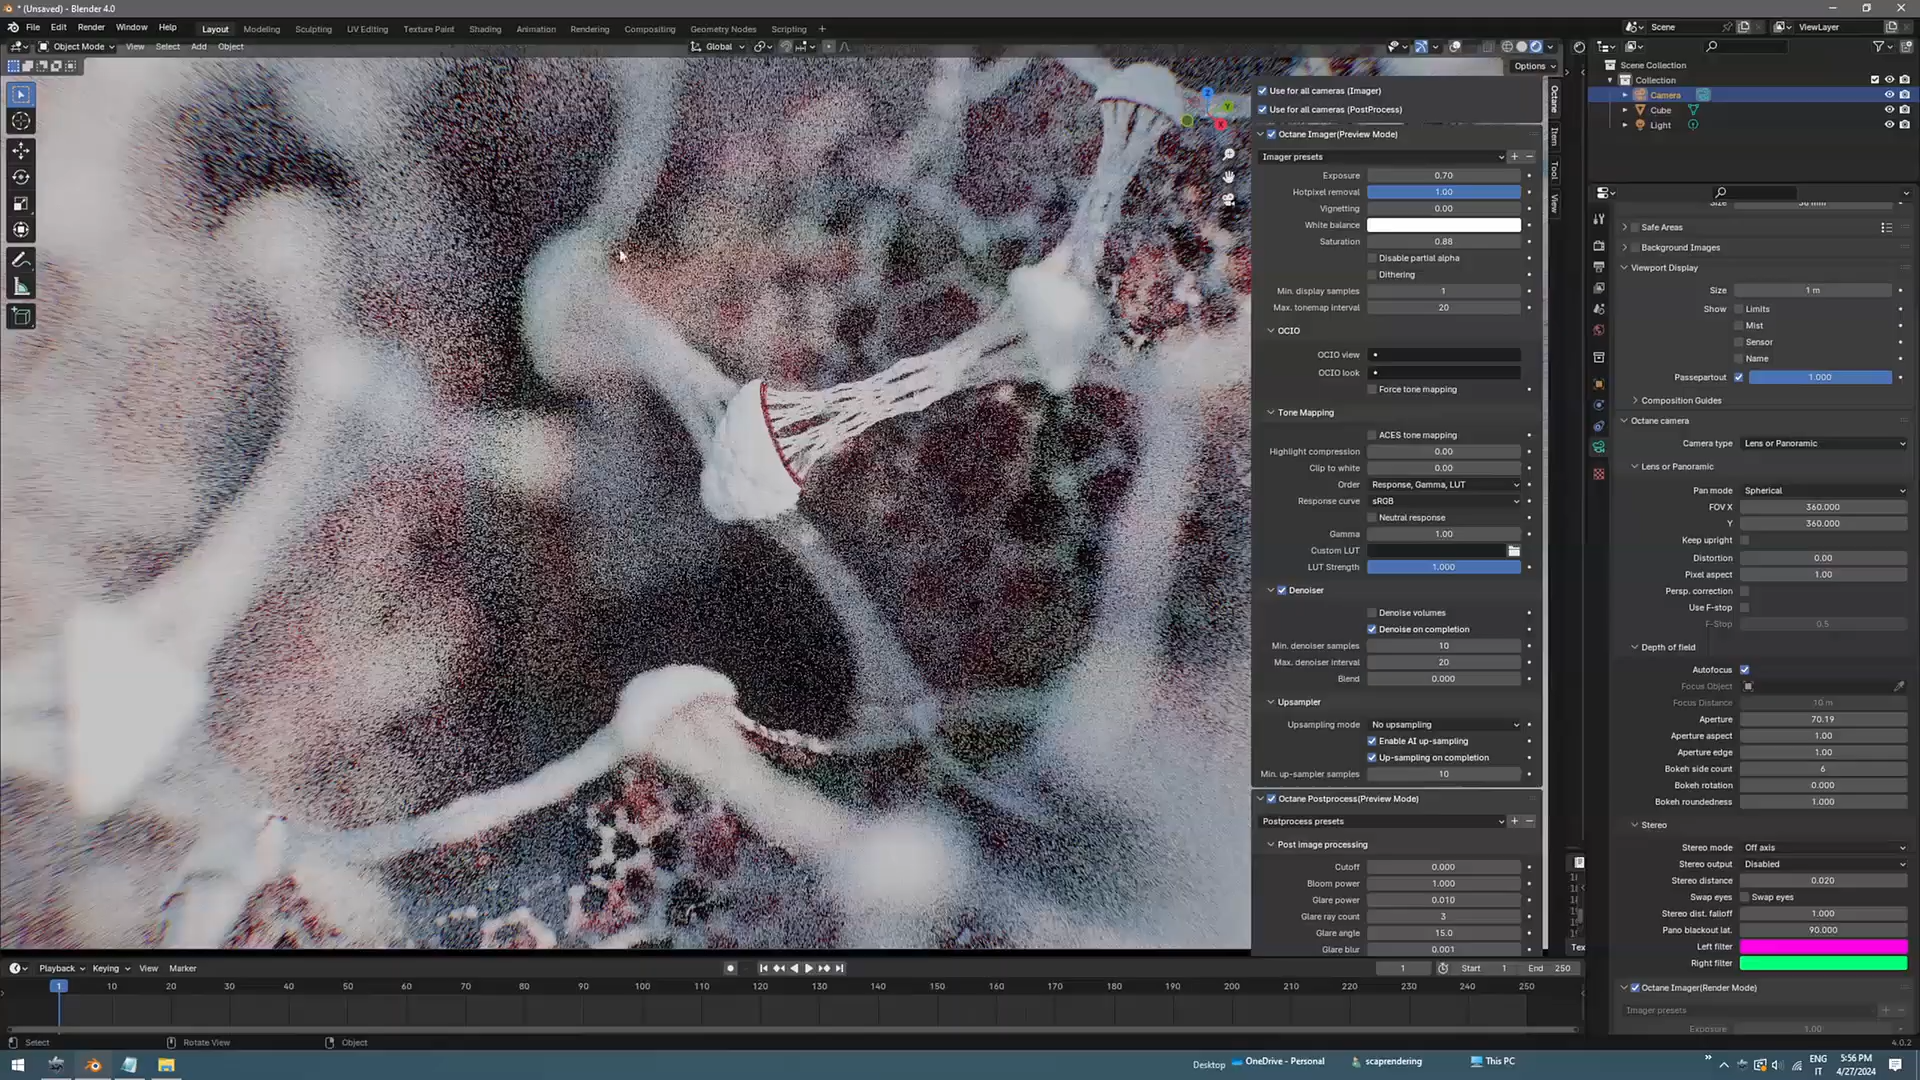 * (Unsaved) - Blender 4.0
File Edit Render Window Help
Layout Modeling Sculpting UV Editing Texture Paint Shading Animation Rendering Compositing Geometry Nodes Scripting +
Scene
ViewLayer
Object Mode View Select Add Object
Global
Options
Scene Collection
Collection
Camera
Cube
Light
Octane
Item
Tool
View
Use for all cameras (Imager)
Use for all cameras (PostProcess)
Octane Imager(Preview Mode)
Imager presets
Exposure 0.70
Hotpixel removal 1.00
Vignetting 0.00
White balance
Saturation 0.88
Disable partial alpha
Dithering
Min. display samples 1
Max. tonemap interval 20
OCIO
OCIO view
OCIO look
Force tone mapping
Tone Mapping
ACES tone mapping
Highlight compression 0.00
Clip to white 0.00
Order Response, Gamma, LUT
Response curve sRGB
Neutral response
Gamma 1.00
Custom LUT
LUT Strength 1.000
Denoiser
Denoise volumes
Denoise on completion
Min. denoiser samples 10
Max. denoiser interval 20
Blend 0.000
Upsampler
Upsampling mode No upsampling
Enable AI up-sampling
Up-sampling on completion
Min. up-sampler samples 10
Octane Postprocess(Preview Mode)
Postprocess presets
Post image processing
Cutoff 0.000
Bloom power 1.000
Glare power 0.010
Glare ray count 3
Glare angle 15.0
Glare blur 0.001
Safe Areas
Background Images
Viewport Display
Size 1 m
Show Limits
Mist
Sensor
Name
Passepartout 1.000
Composition Guides
Octane camera
Camera type Lens or Panoramic
Lens or Panoramic
Pan mode Spherical
FOV X 360.000
Y 360.000
Keep upright
Distortion 0.00
Pixel aspect 1.00
Persp. correction
Use F-stop
F-Stop 0.5
Depth of field
Autofocus
Focus Object
Focus Distance 10 m
Aperture 70.19
Aperture aspect 1.00
Aperture edge 1.00
Bokeh side count 6
Bokeh rotation 0.000
Bokeh roundedness 1.000
Stereo
Stereo mode Off axis
Stereo output Disabled
Stereo distance 0.020
Swap eyes Swap eyes
Stereo dist. falloff 1.000
Pano blackout lat. 90.000
Left filter
Right filter
Octane Imager(Render Mode)
Imager presets
Exposure 1.00
Tex
Playback Keying View Marker
1 Start 1 End 250
1 10 20 30 40 50 60 70 80 90 100 110 120 130 140 150 160 170 180 190 200 210 220 230 240 250
Select Rotate View Object
4.0.2
Desktop OneDrive - Personal scaprendering This PC
ENG
IT
5:56 PM
4/27/2024